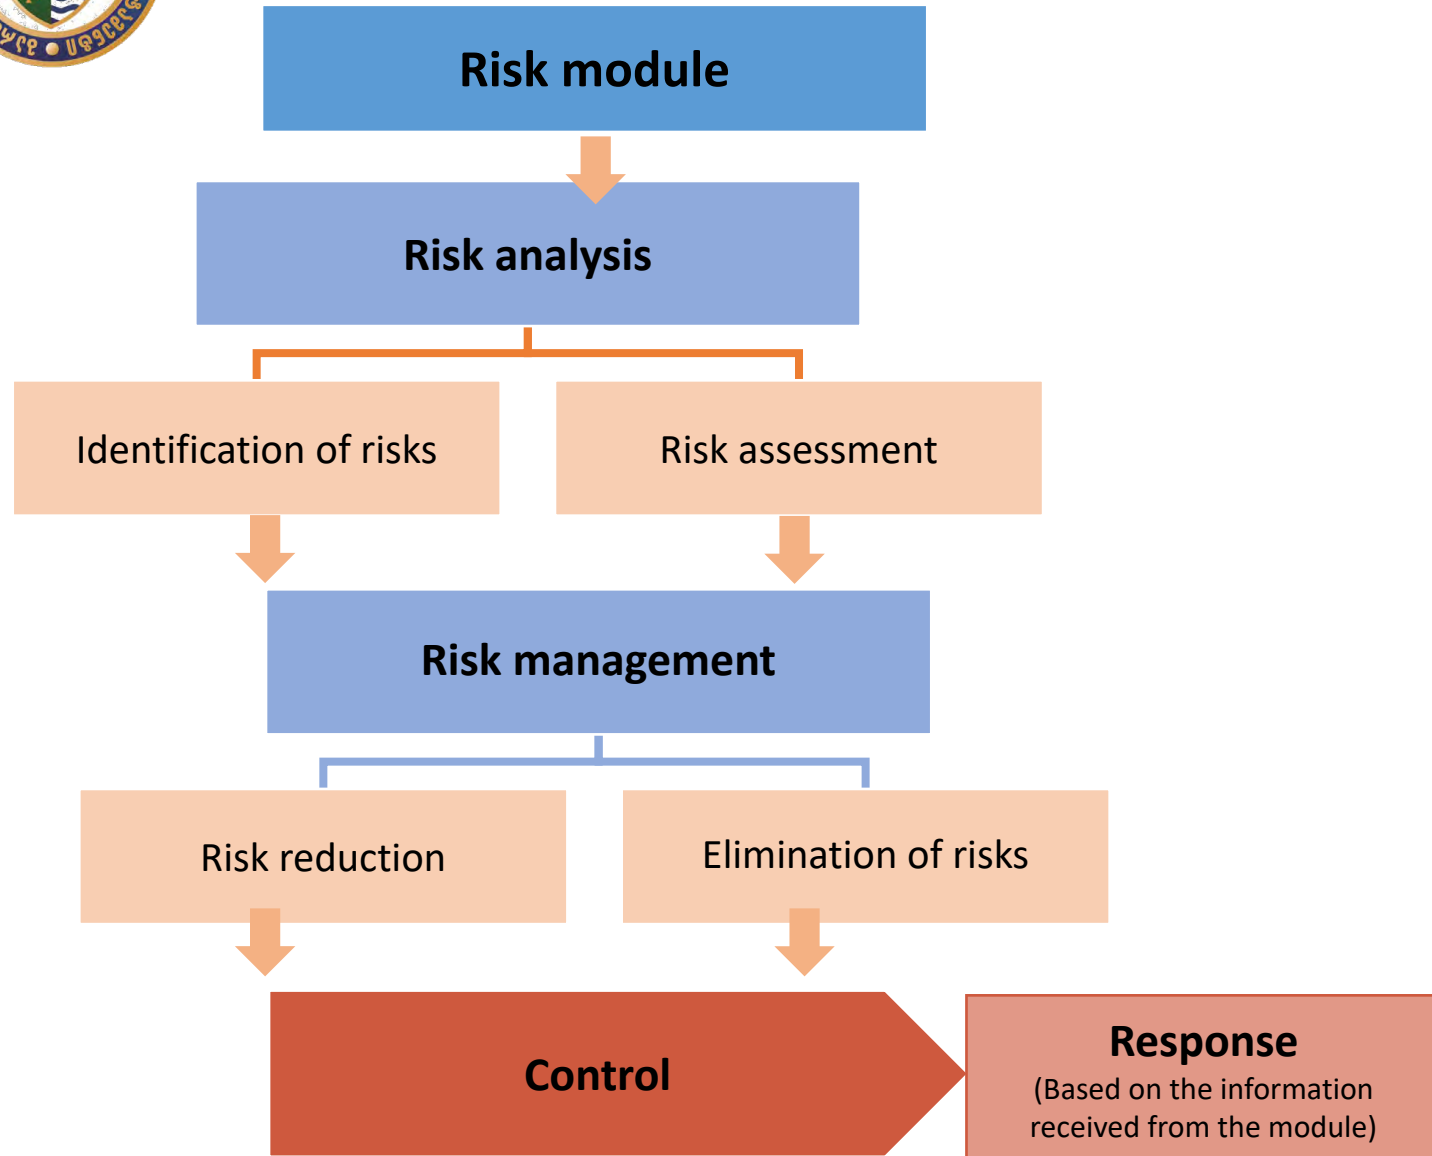 Risk module
Risk analysis
Identification of risks
Risk assessment
Risk management
Risk reduction
Elimination of risks
Control
Response
(Based on the information
received from the module)